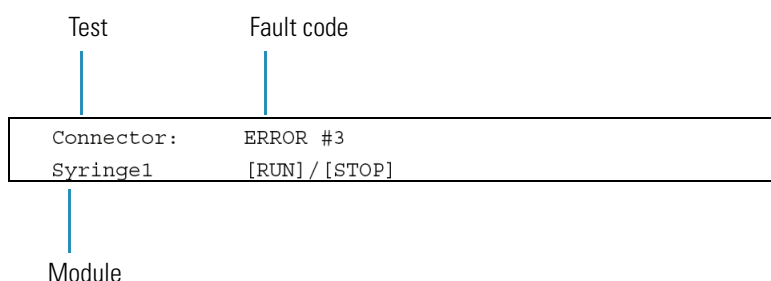 Test Fault code
Connector: ERROR #3
Syringe1 [RUN]/[STOP]
Module